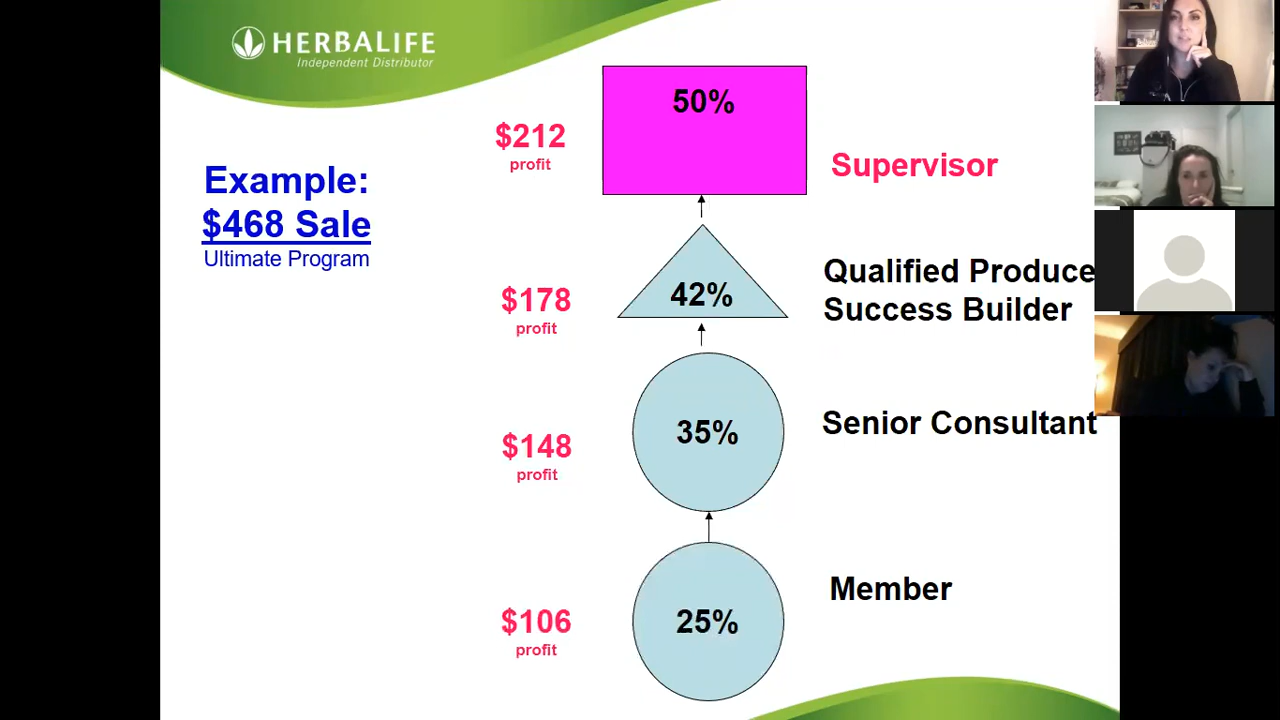 HERBALIFE
Independent Distributor
Example:
$468 Sale
Ultimate Program
50%
$212
profit
Supervisor
42%
$178
profit
Qualified Produce
Success Builder
35%
$148
profit
Senior Consultant
25%
$106
profit
Member